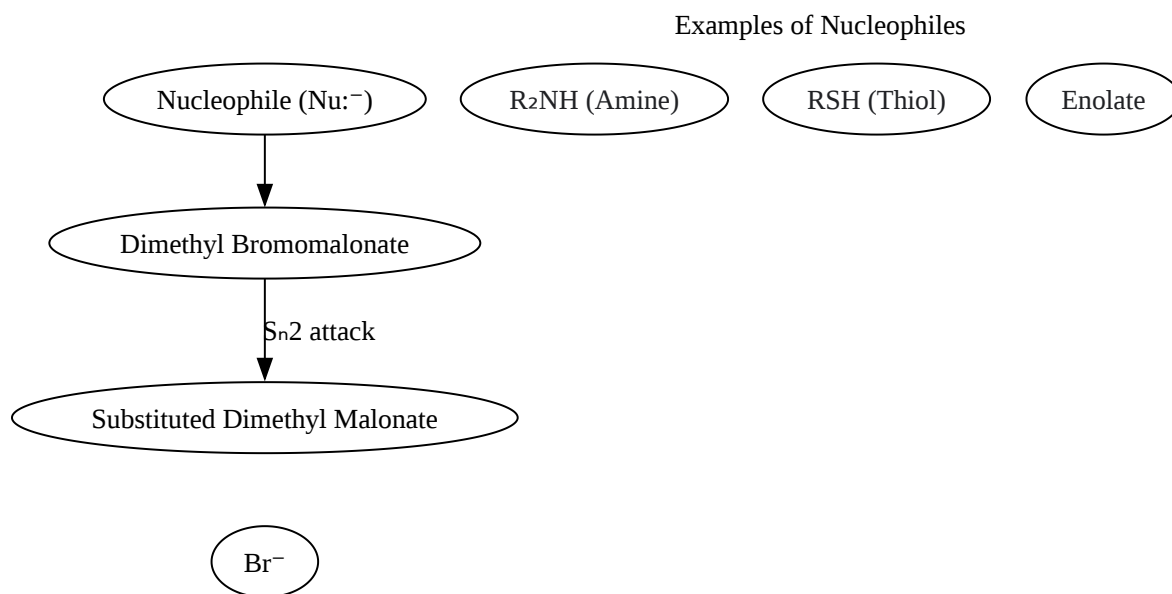 Examples of Nucleophiles
Nucleophile (Nu:⁻)
R₂NH (Amine)
RSH (Thiol)
Enolate
Dimethyl Bromomalonate
Sₙ2 attack
Substituted Dimethyl Malonate
Br⁻